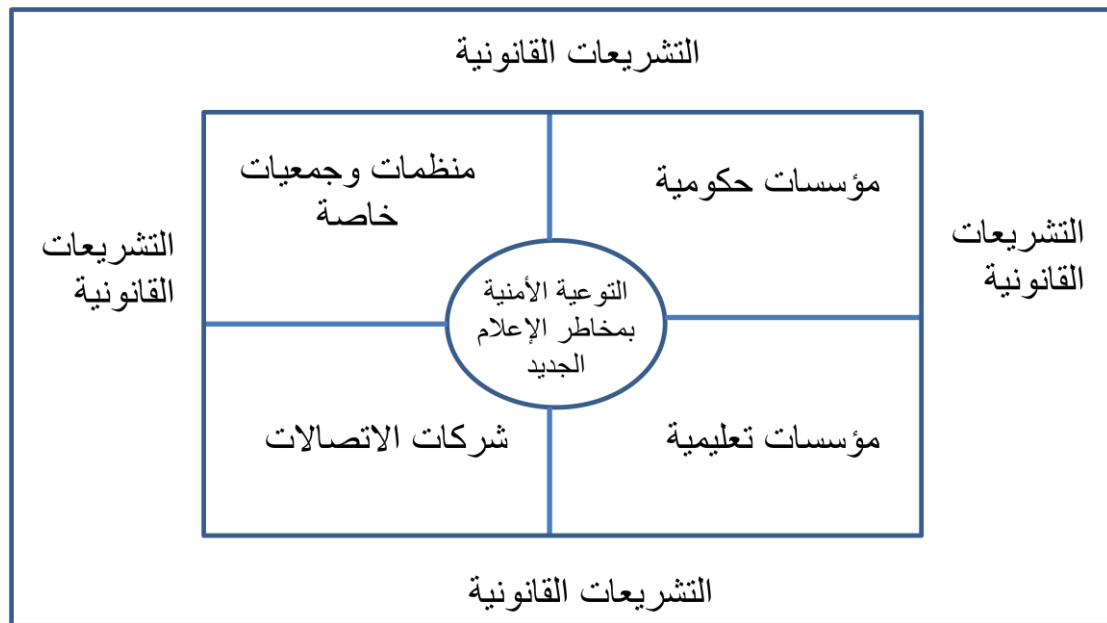 التشريعات القانونية
مؤسسات حكومية
منظمات وجمعيات
خاصة
التشريعات
القانونية
التشريعات
القانونية
التوعية الأمنية
بمخاطر الإعلام
الجديد
مؤسسات تعليمية
شركات الاتصالات
التشريعات القانونية